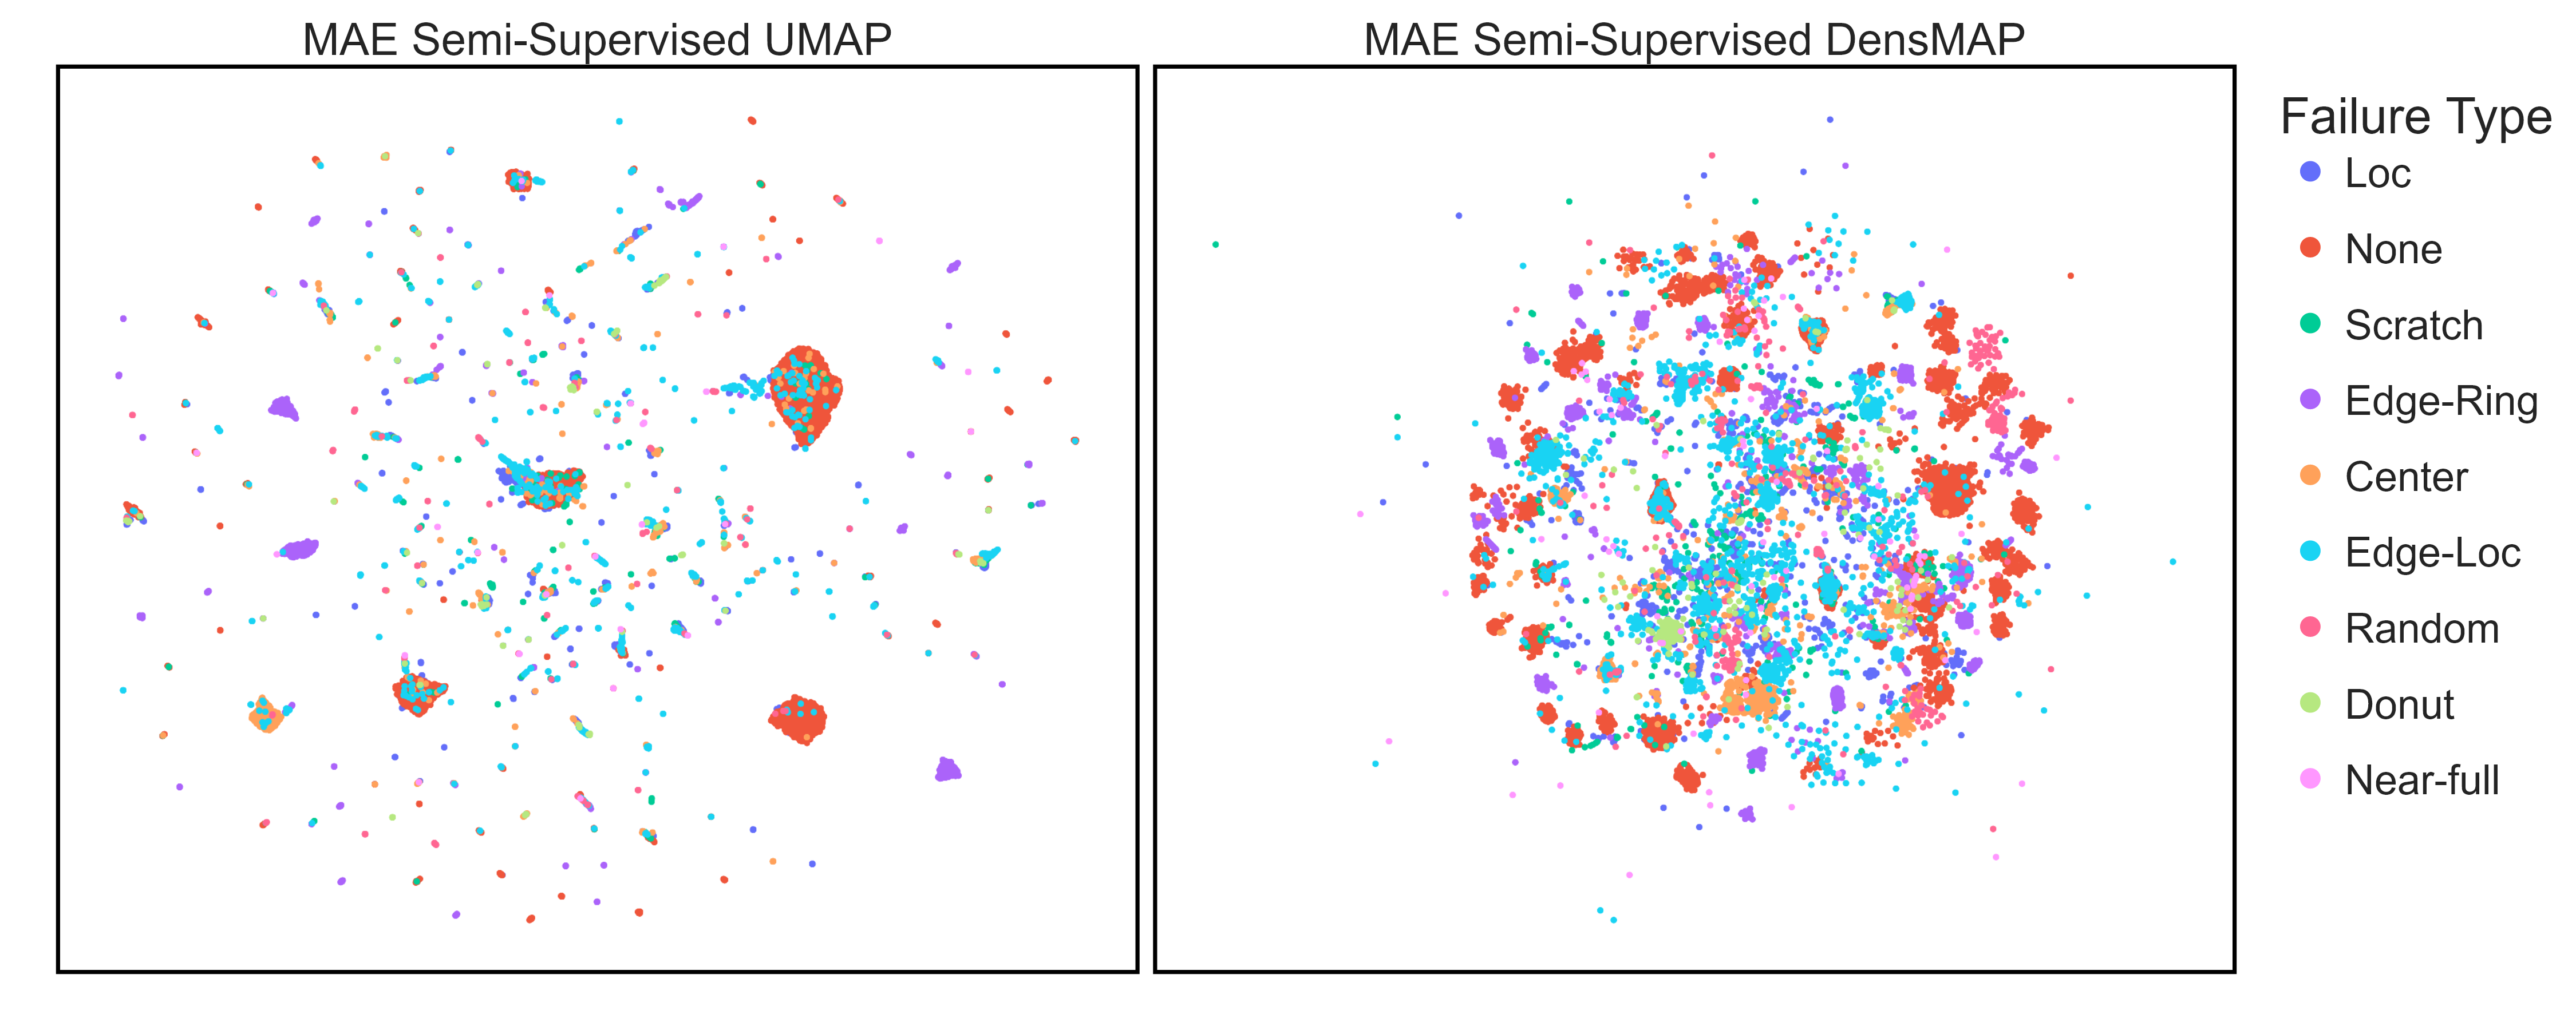 MAE Semi-Supervised UMAP
MAE Semi-Supervised DensMAP
Failure Type
Loc
None
Scratch
Edge-Ring
Center
Edge-Loc
Random
Donut
Near-full